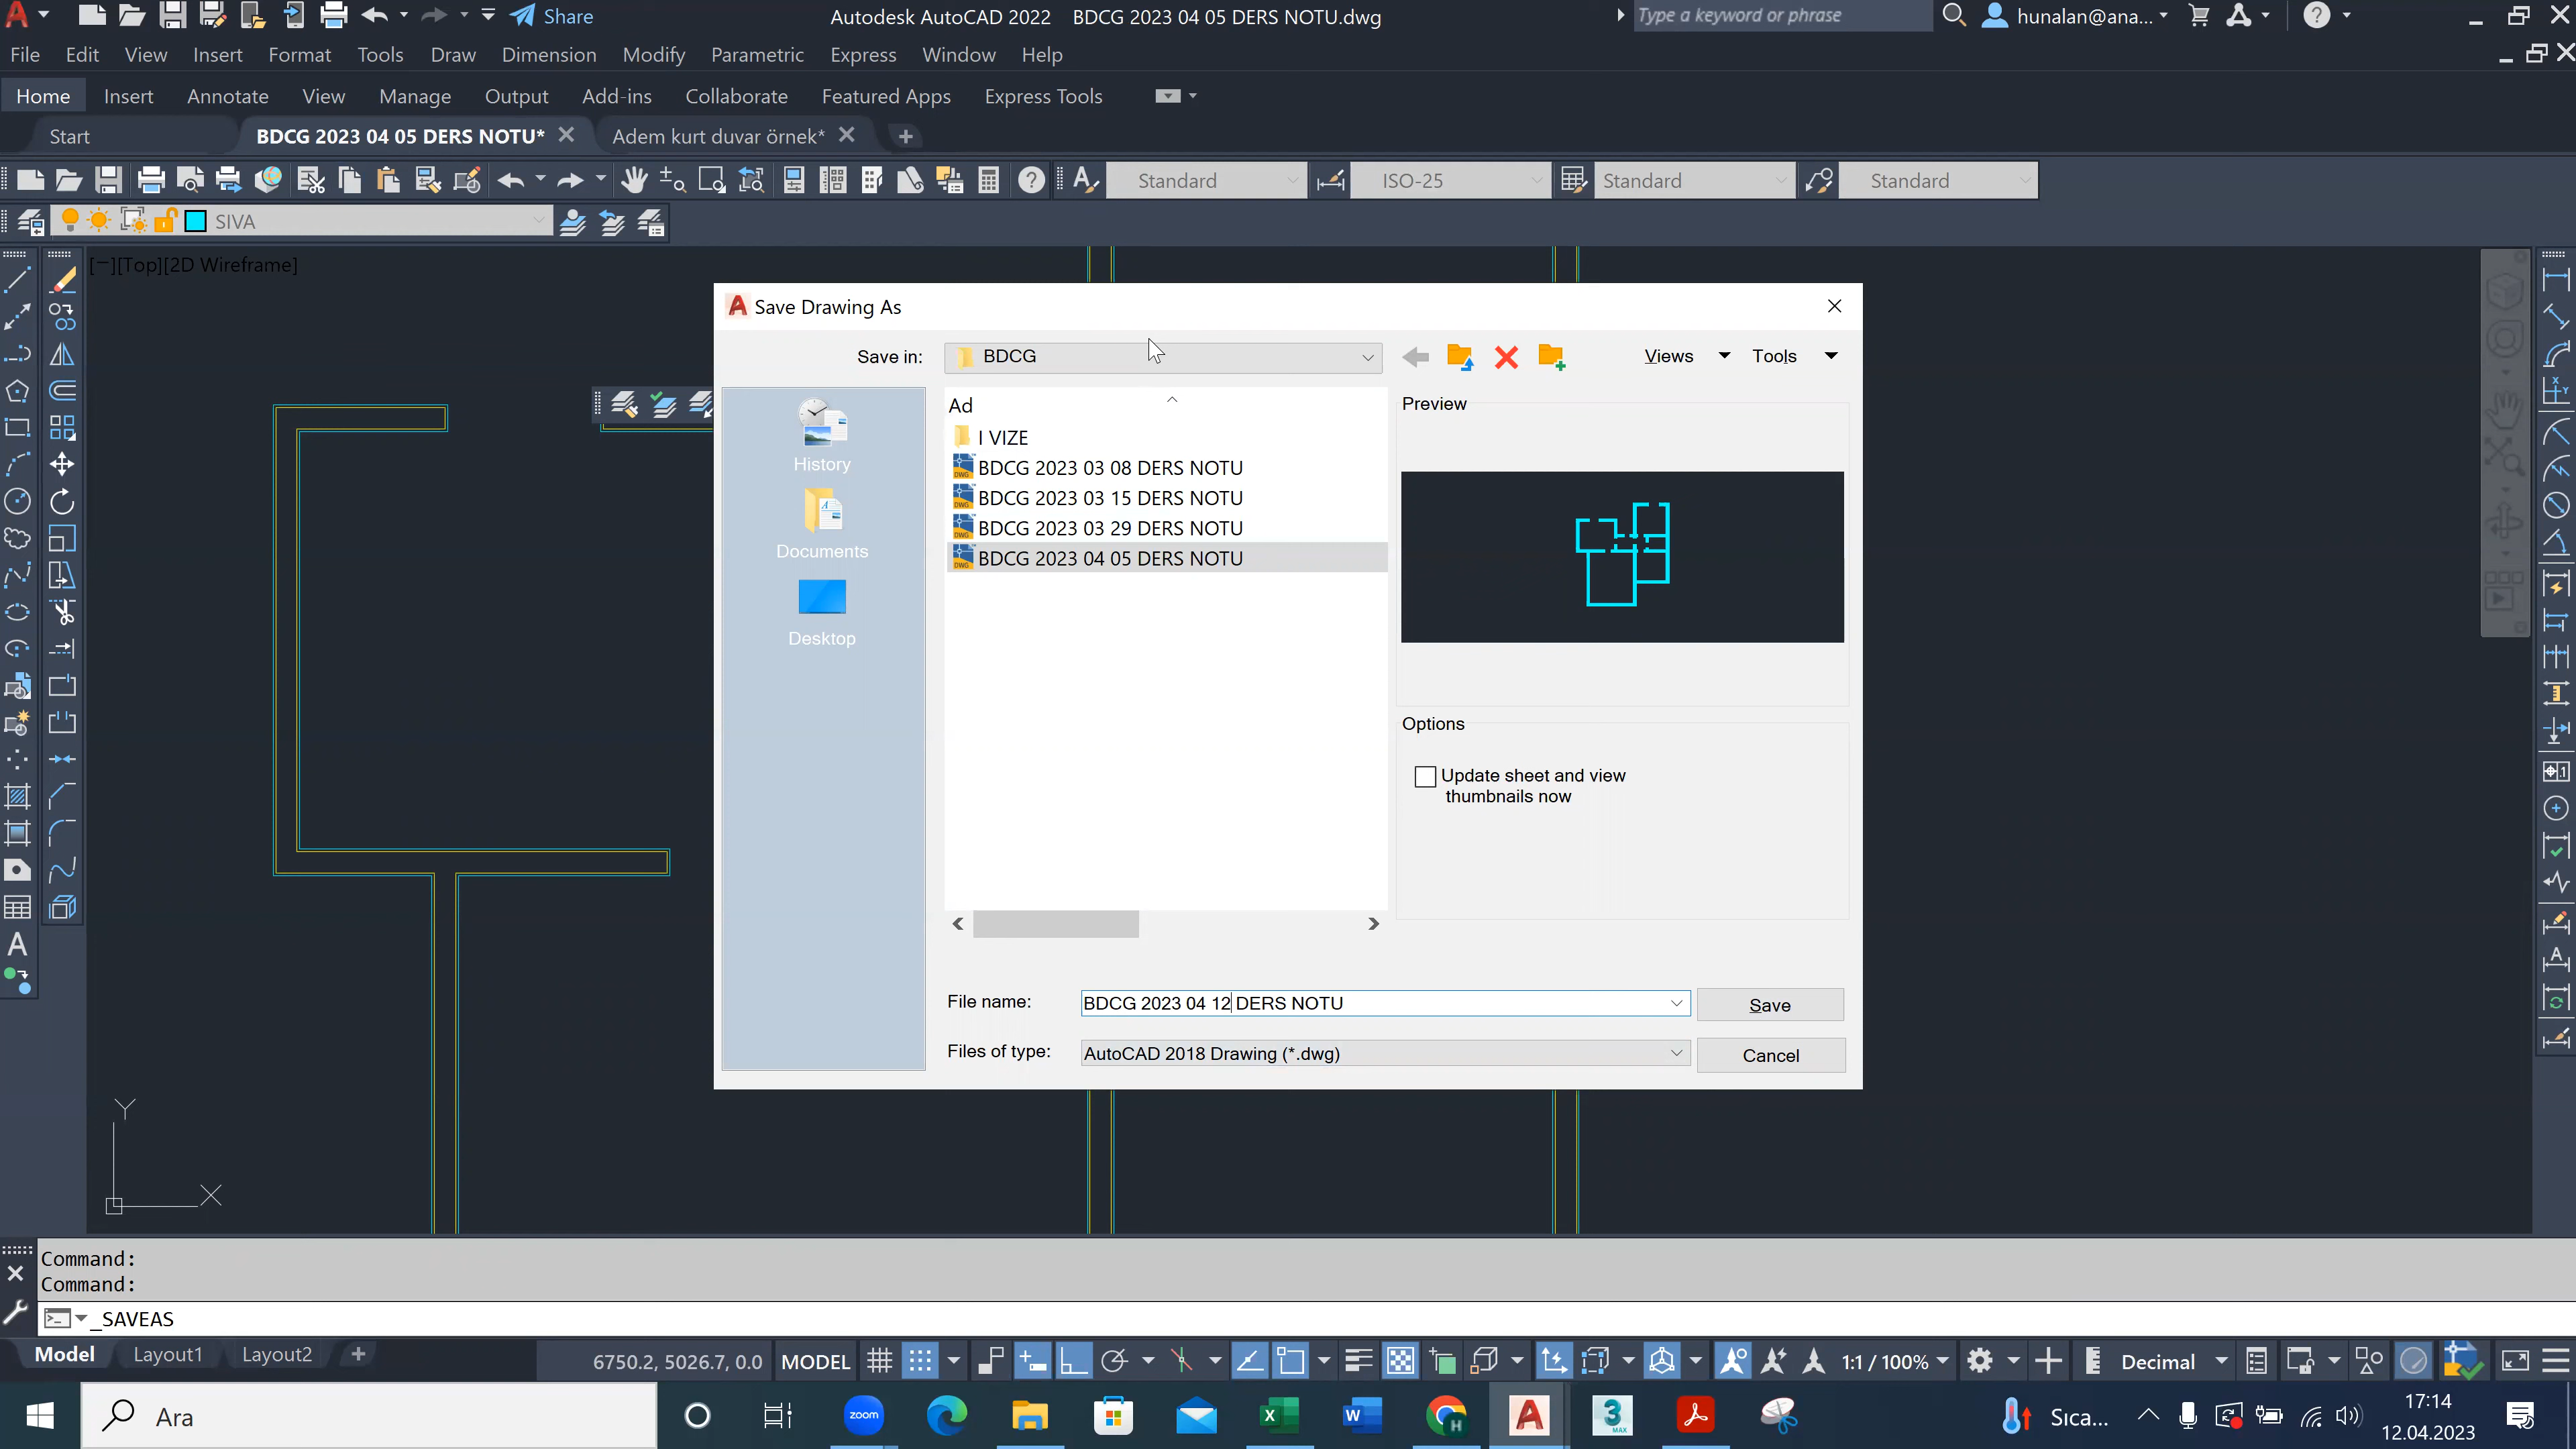 Share
Autodesk AutoCAD 2022 BDCG 2023 04 05 DERS NOTU.dwg
Type a keyword or phrase
hunalan@ana...
File Edit View Insert Format Tools Draw Dimension Modify Parametric Express Window Help
Home Insert Annotate View Manage Output Add-ins Collaborate Featured Apps Express Tools
Start BDCG 2023 04 05 DERS NOTU* Adem kurt duvar örnek*
Standard ISO-25 Standard Standard
SIVA
[−][Top][2D Wireframe]
Save Drawing As
Save in: BDCG Views Tools
Ad
I VIZE
BDCG 2023 03 08 DERS NOTU
BDCG 2023 03 15 DERS NOTU
BDCG 2023 03 29 DERS NOTU
BDCG 2023 04 05 DERS NOTU
History
Documents
Desktop
Preview
Options
Update sheet and view
thumbnails now
File name: BDCG 2023 04 12 DERS NOTU Save
Files of type: AutoCAD 2018 Drawing (*.dwg) Cancel
Y
X
Command:
Command:
_SAVEAS
Model Layout1 Layout2 6750.2, 5026.7, 0.0 MODEL 1:1 / 100% Decimal
Ara
zoom
Sıca...
17:14
12.04.2023